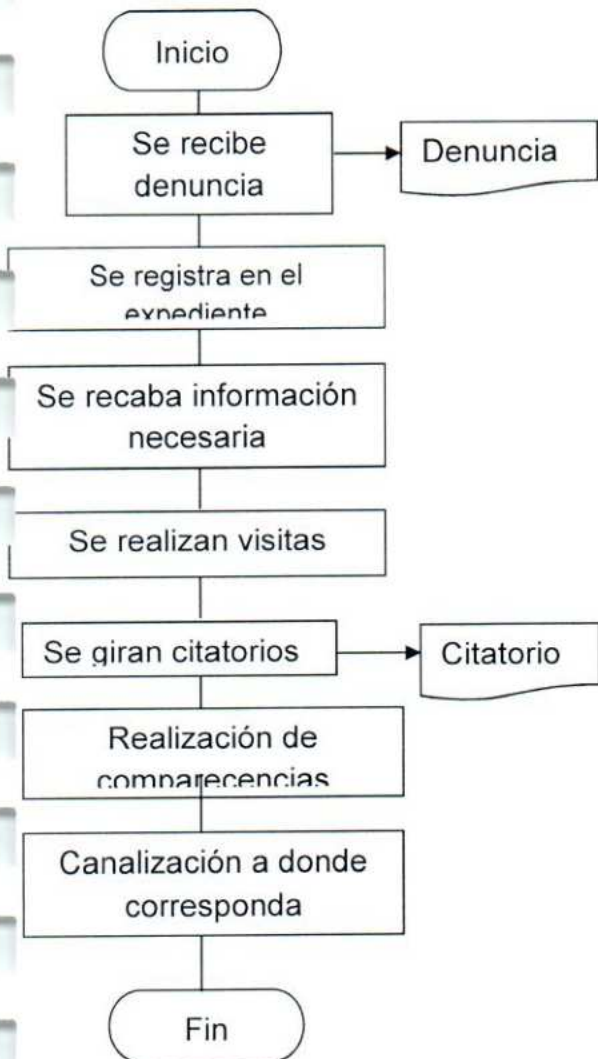 Inicio
Se recibe
denuncia
Denuncia
Se registra en el
expediente
Se recaba información
necesaria
Se realizan visitas
Se giran citatorios
Citatorio
Realización de
comparecencias
Canalización a donde
corresponda
Fin